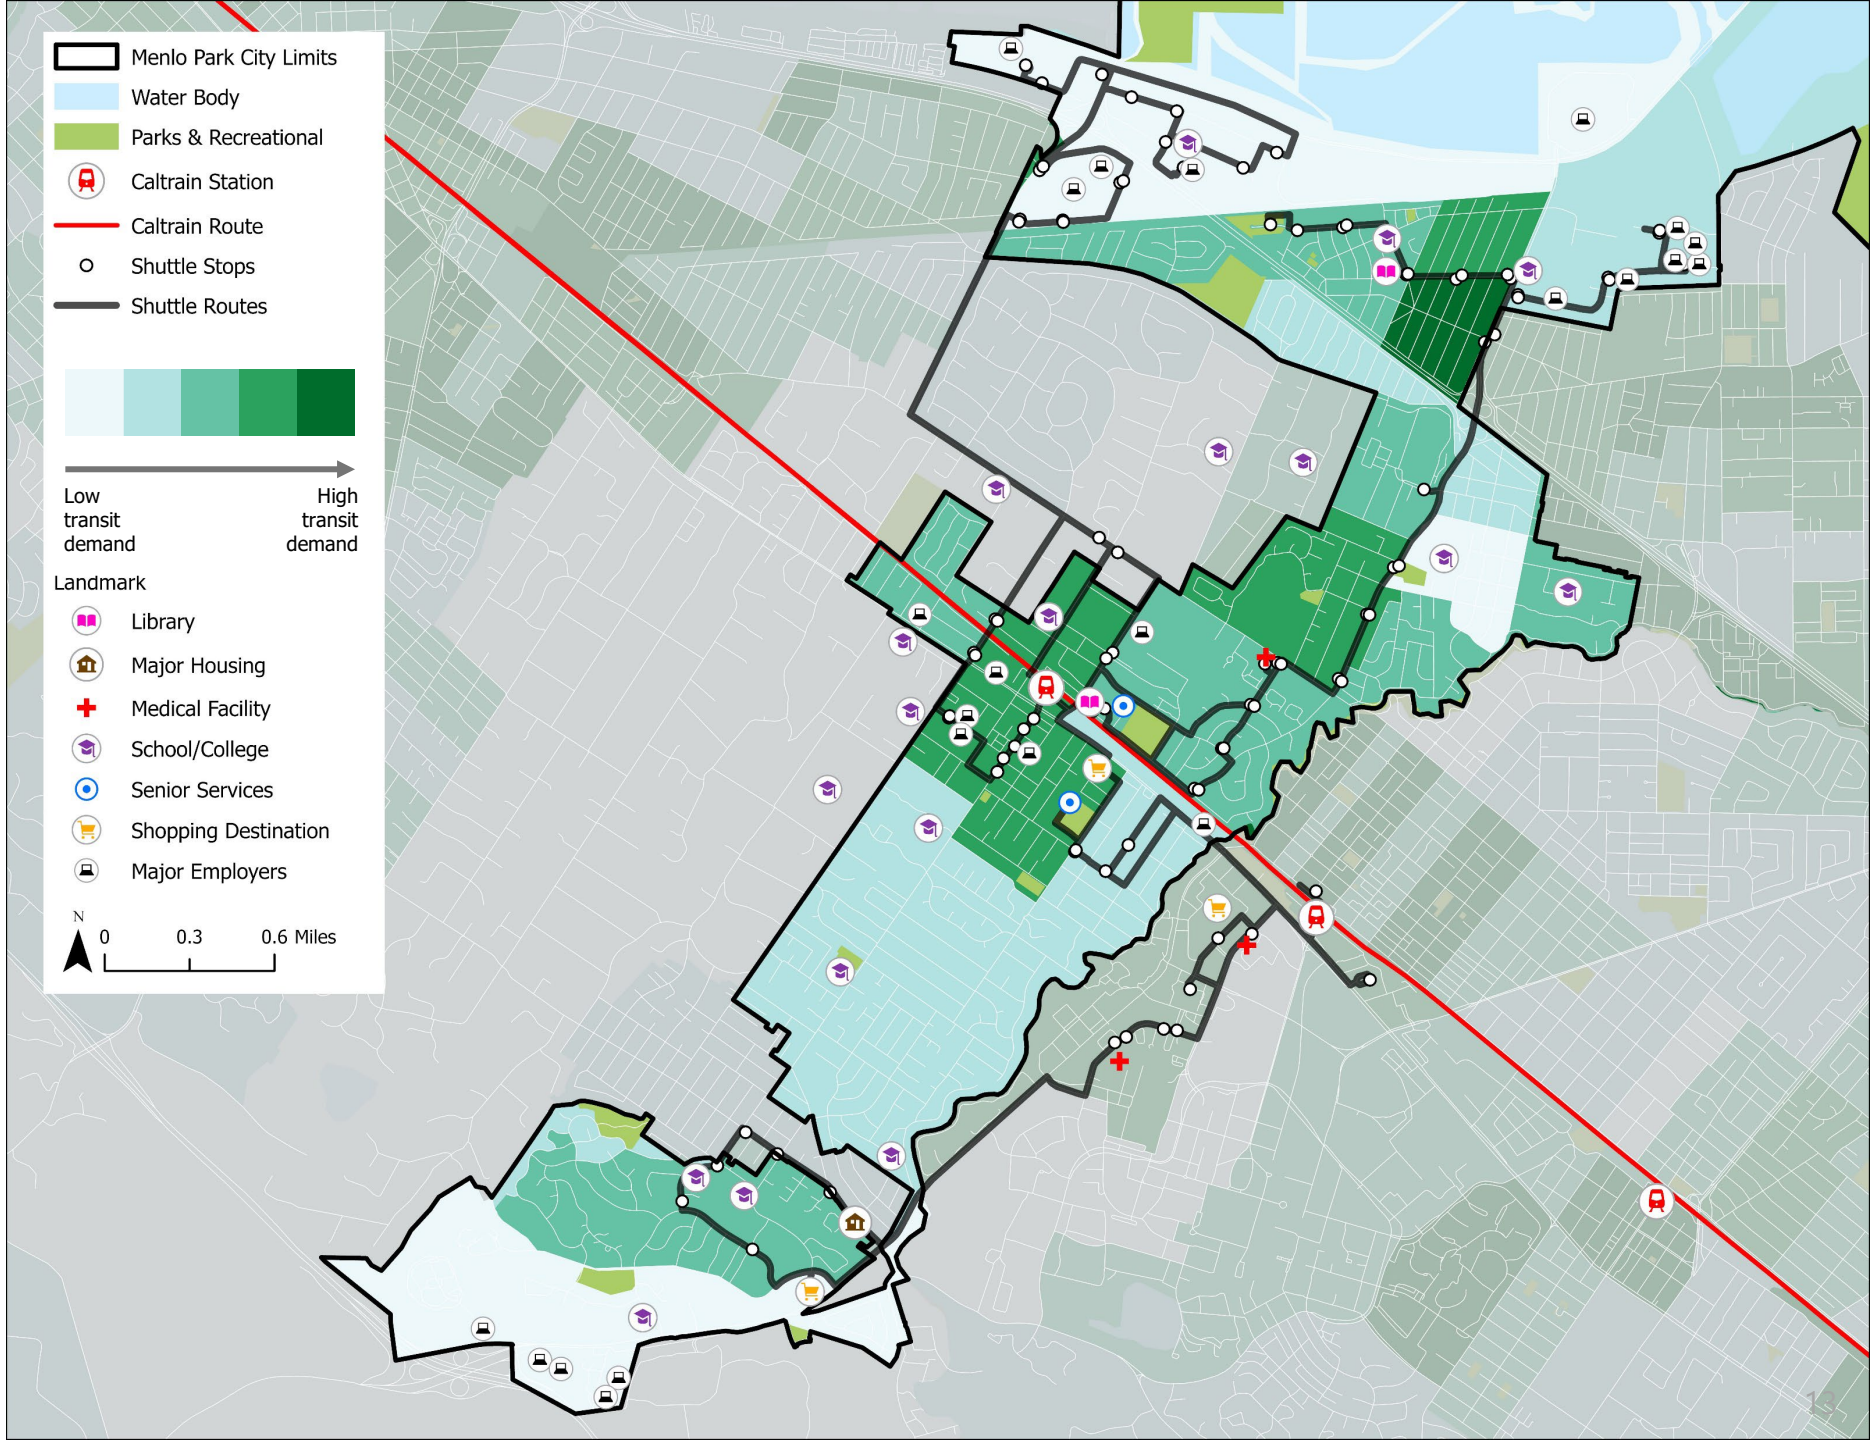 Menlo Park City Limits
Water Body
Parks & Recreational
Caltrain Station
Caltrain Route
Shuttle Stops
Shuttle Routes
Low transit demand
High transit demand
Landmark
Library
Major Housing
Medical Facility
School/College
Senior Services
Shopping Destination
Major Employers
N
0 0.3 0.6 Miles
13